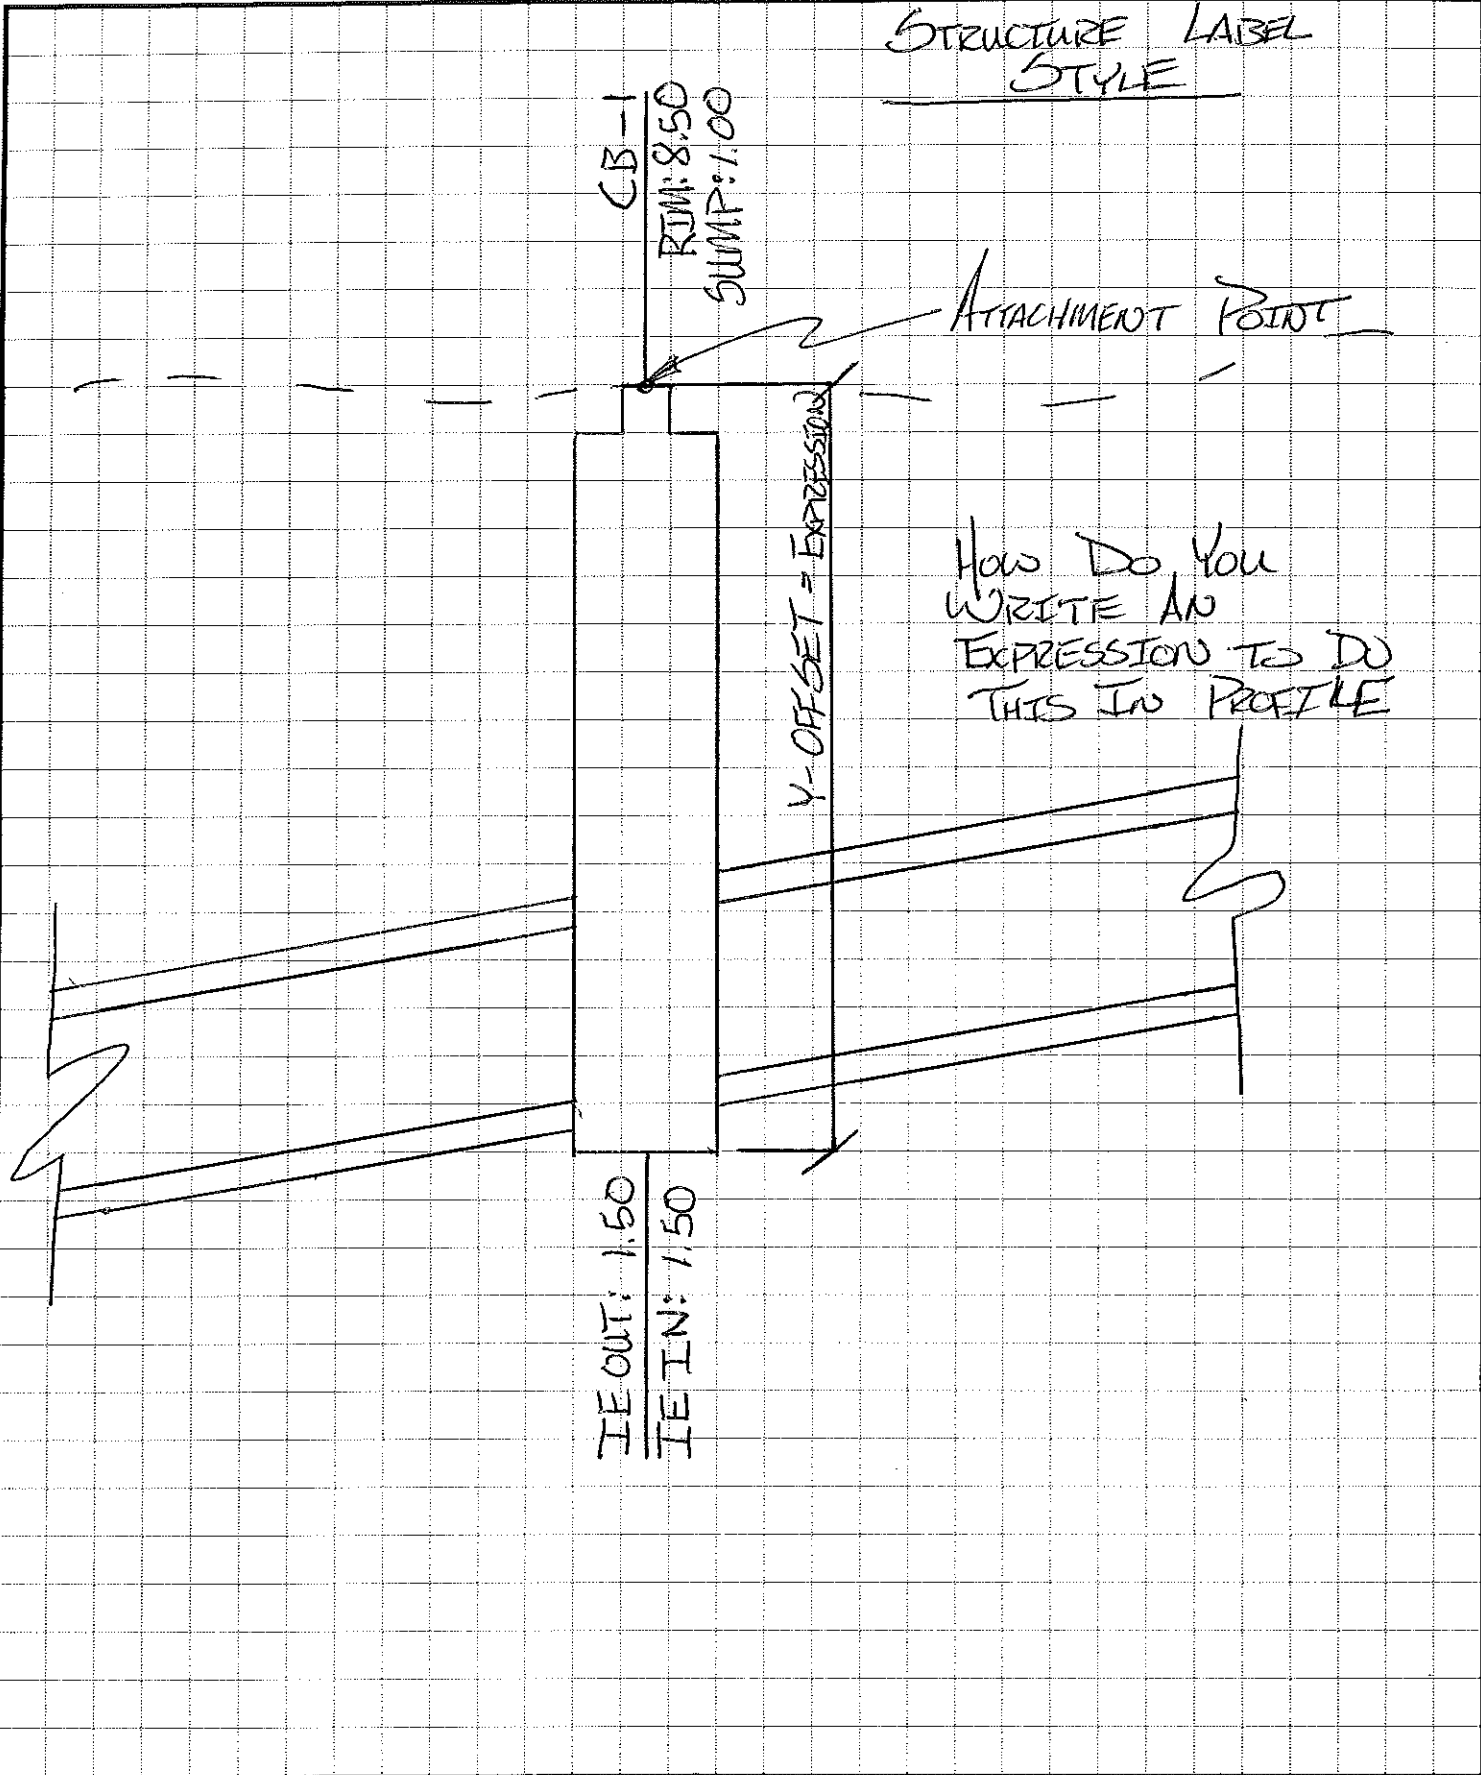 STRUCTURE LABEL
STYLE
CB-1
RIM: 8.50
SUMP: 1.00
ATTACHMENT POINT
Y-OFFSET = EXPRESSION
HOW DO YOU
WRITE AN
EXPRESSION TO DO
THIS IN PROFILE
IE OUT: 1.50
IE IN: 1.50